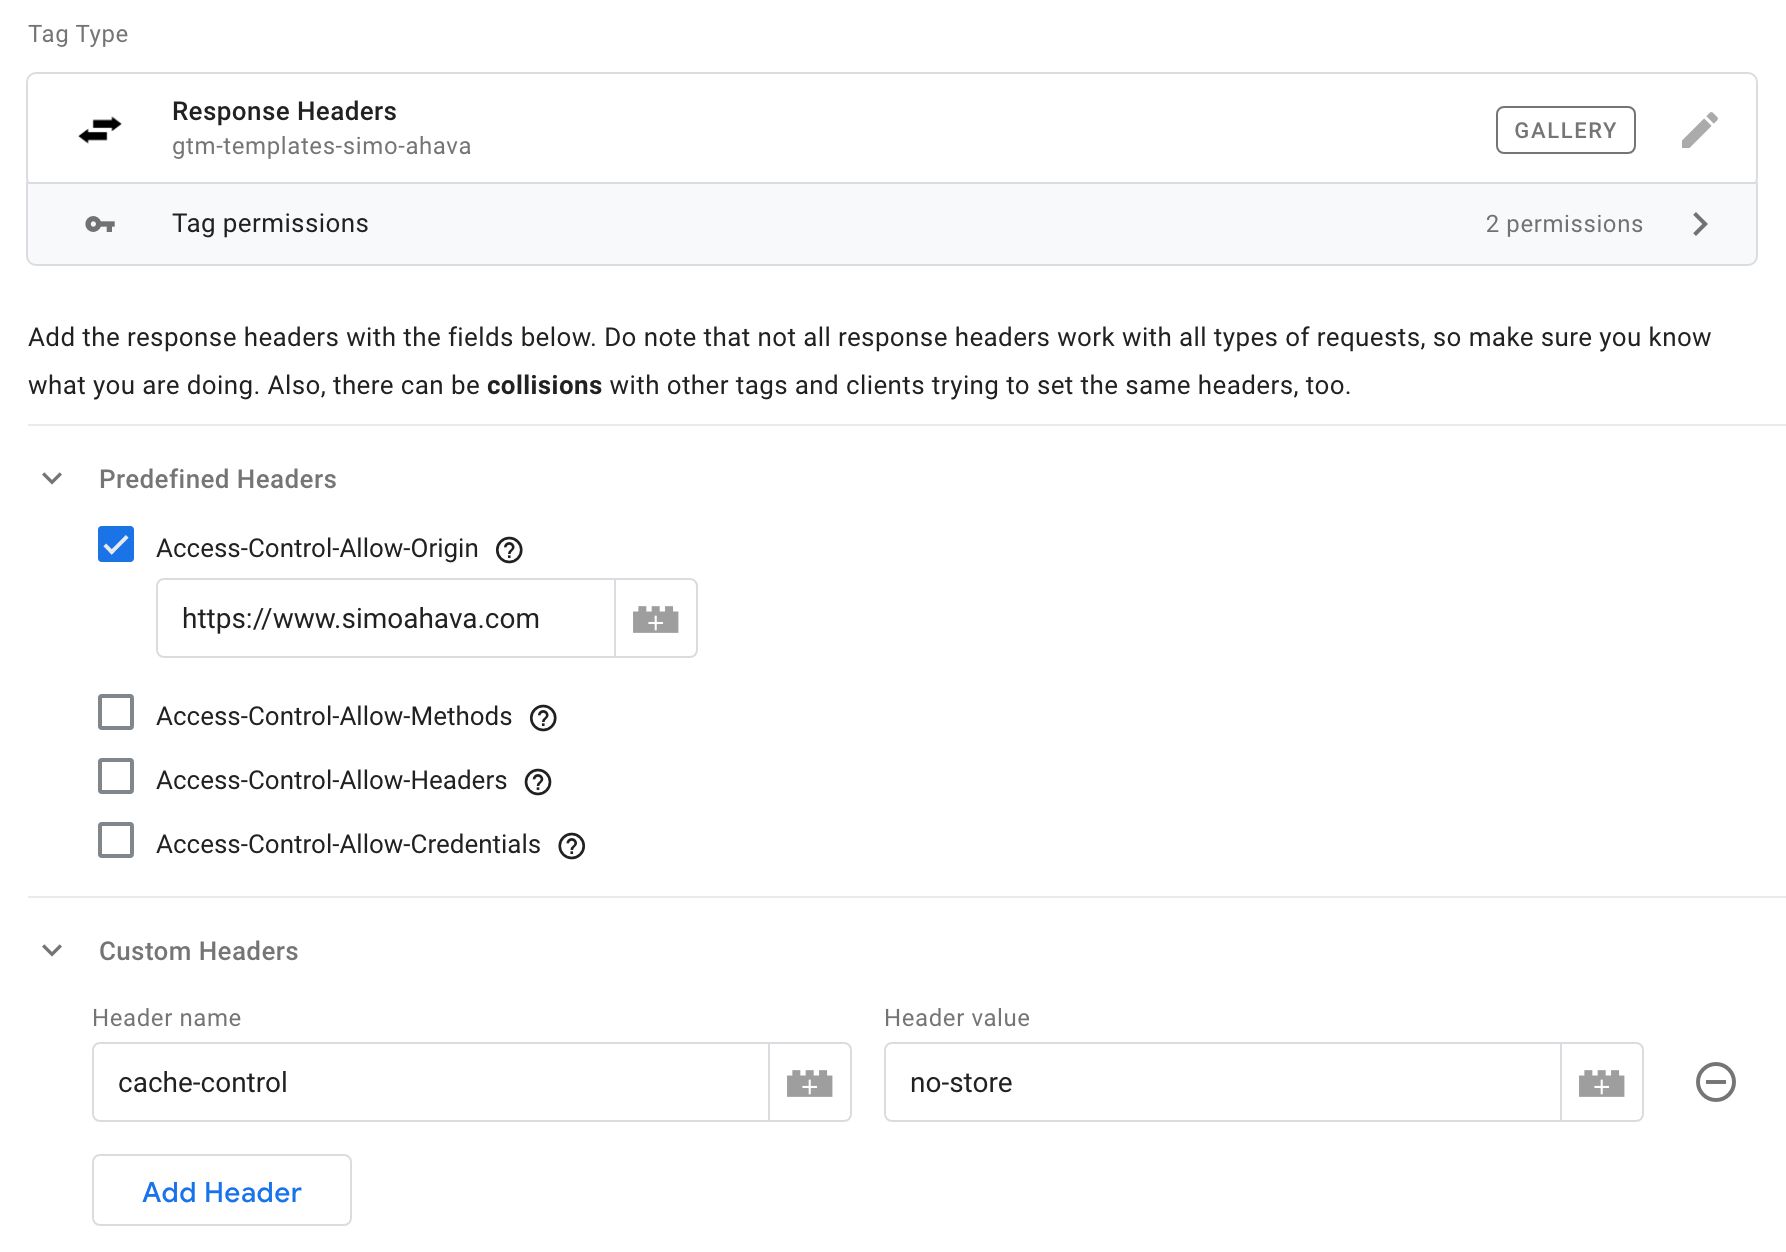 Tag Type
Response Headers
gtm-templates-simo-ahava
GALLERY
Tag permissions
2 permissions
Add the response headers with the fields below. Do note that not all response headers work with all types of requests, so make sure you know
what you are doing. Also, there can be collisions with other tags and clients trying to set the same headers, too.
Predefined Headers
Access-Control-Allow-Origin
https://www.simoahava.com
Access-Control-Allow-Methods
Access-Control-Allow-Headers
Access-Control-Allow-Credentials
Custom Headers
Header name
Header value
cache-control
no-store
Add Header